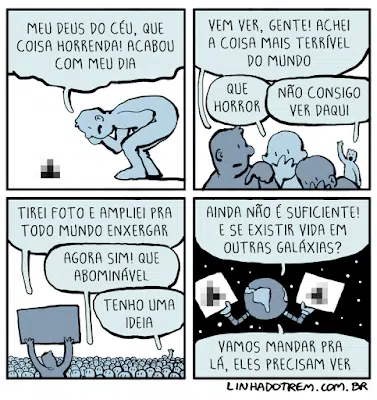 MEU DEUS DO CÉU, QUE
COISA HORRENDA! ACABOU
COM MEU DIA
VEM VER, GENTE! ACHEI
A COISA MAIS TERRÍVEL
DO MUNDO
QUE
HORROR
NÃO CONSIGO
VER DAQUI
TIREI FOTO E AMPLIEI PRA
TODO MUNDO ENXERGAR
AGORA SIM! QUE
ABOMINÁVEL
TENHO UMA
IDEIA
AINDA NÃO É SUFICIENTE!
E SE EXISTIR VIDA EM
OUTRAS GALÁXIAS?
VAMOS MANDAR PRA
LÁ, ELES PRECISAM VER
LINHADOTREM.COM.BR